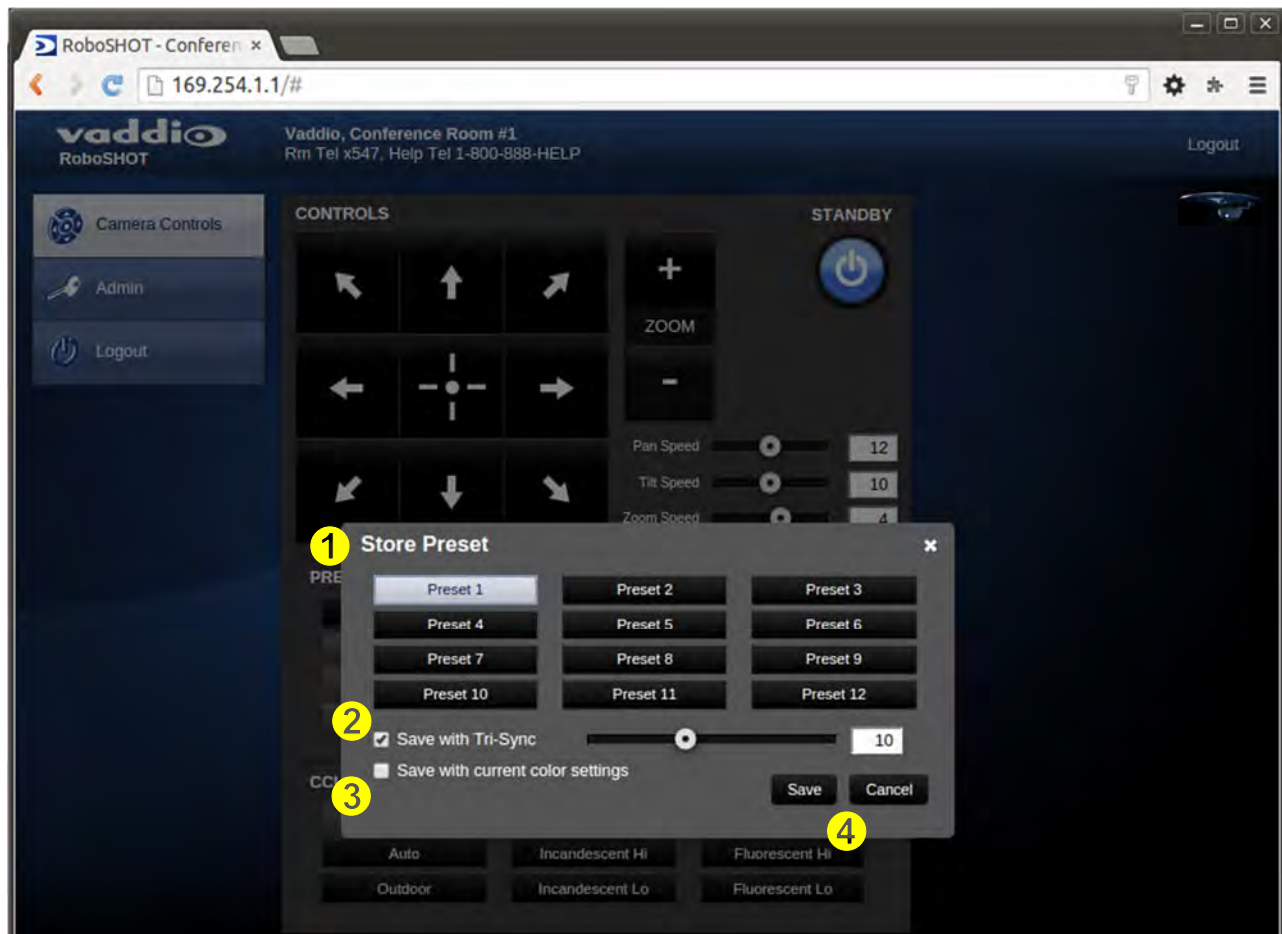 RoboSHOT - Conferen ×
169.254.1.1/#
vaddio
RoboSHOT
Vaddio, Conference Room #1
Rm Tel x547, Help Tel 1-800-888-HELP
Logout
Camera Controls
Admin
Logout
CONTROLS
STANDBY
+
ZOOM
-
Pan Speed 12
Tilt Speed 10
Zoom Speed 4
1 Store Preset
PRE
Preset 1 Preset 2 Preset 3
Preset 4 Preset 5 Preset 6
Preset 7 Preset 8 Preset 9
Preset 10 Preset 11 Preset 12
2
Save with Tri-Sync 10
Save with current color settings
CC
3
Save Cancel
4
Auto Incandescent Hi Fluorescent Hi
Outdoor Incandescent Lo Fluorescent Lo